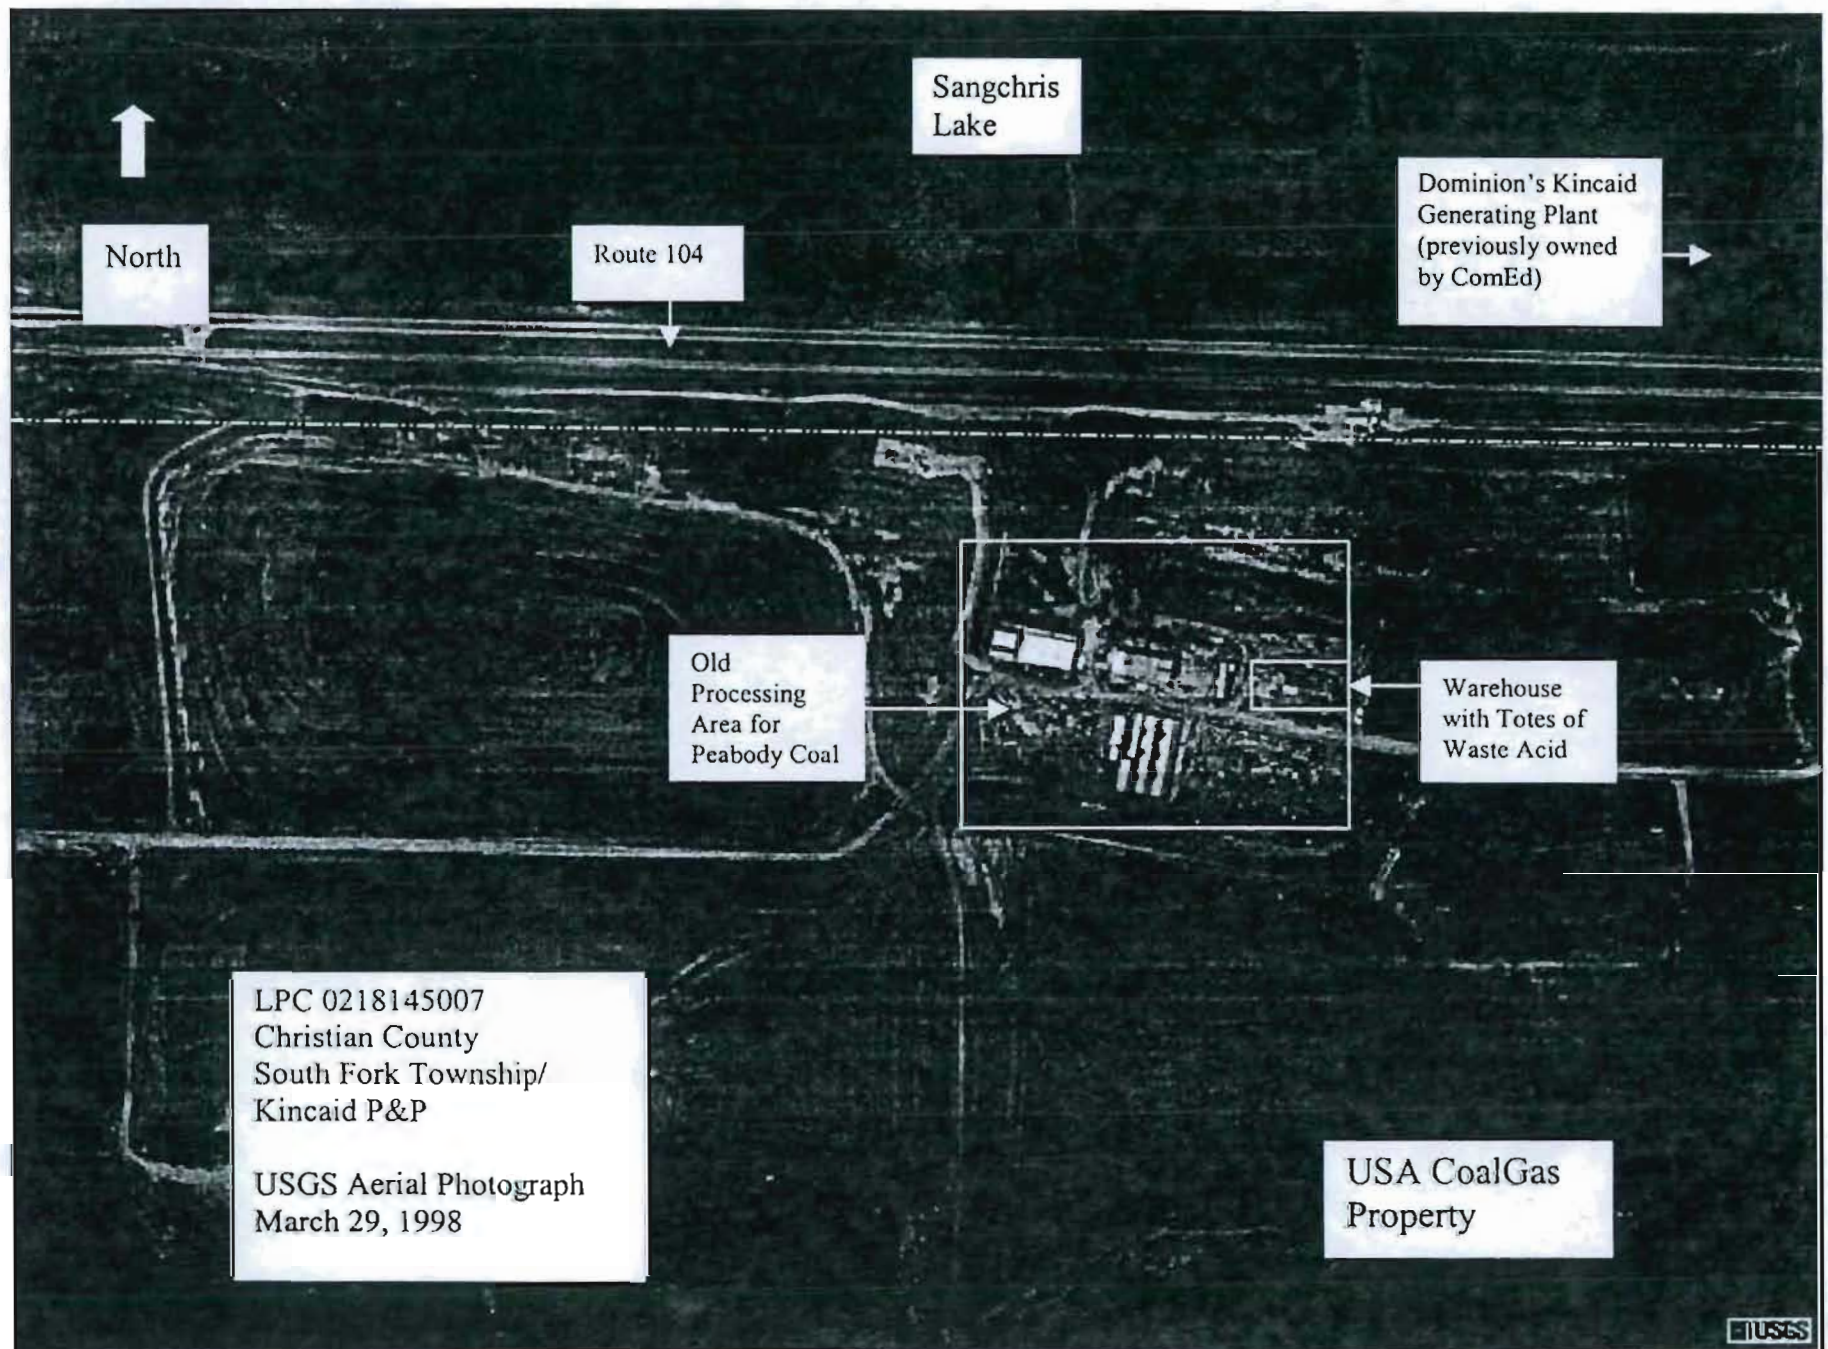 Sangchris
Lake
Dominion's Kincaid
Generating Plant
(previously owned
by ComEd)
North
Route 104
Old
Processing
Area for
Peabody Coal
Warehouse
with Totes of
Waste Acid
LPC 0218145007
Christian County
South Fork Township/
Kincaid P&P
USGS Aerial Photograph
March 29, 1998
USA CoalGas
Property
USGS